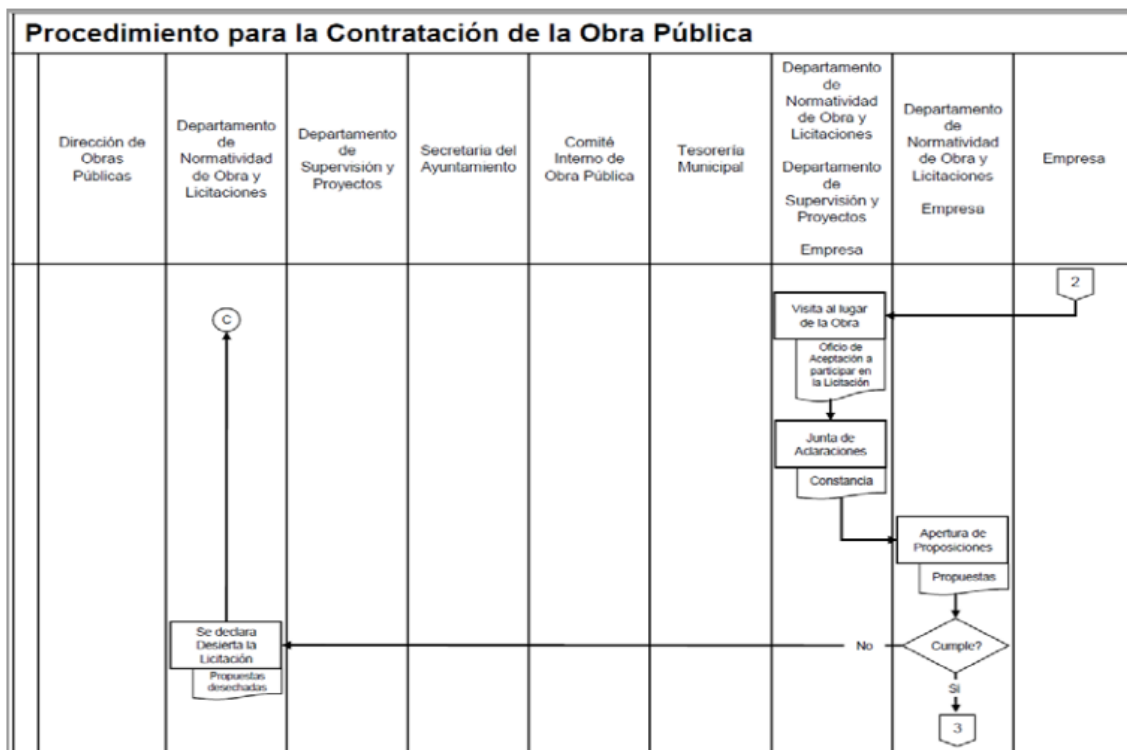 Procedimiento para la Contratación de la Obra Pública
Dirección de
Obras
Públicas
Departamento
de
Normatividad
de Obra y
Licitaciones
Departamento
de
Supervisión y
Proyectos
Secretaria del
Ayuntamiento
Comité
Interno de
Obra Pública
Tesorería
Municipal
Departamento
de
Normatividad
de Obra y
Licitaciones
Departamento
de
Supervisión y
Proyectos
Empresa
Departamento
de
Normatividad
de Obra y
Licitaciones
Empresa
Empresa
2
Visita al lugar
de la Obra
C
Oficio de
Aceptación a
participar en
la Licitación
Junta de
Aclaraciones
Constancia
Apertura de
Proposiciones
Propuestas
Se declara
Desierta la
Licitación
No
Cumple?
Propuestas
desechadas
SI
3